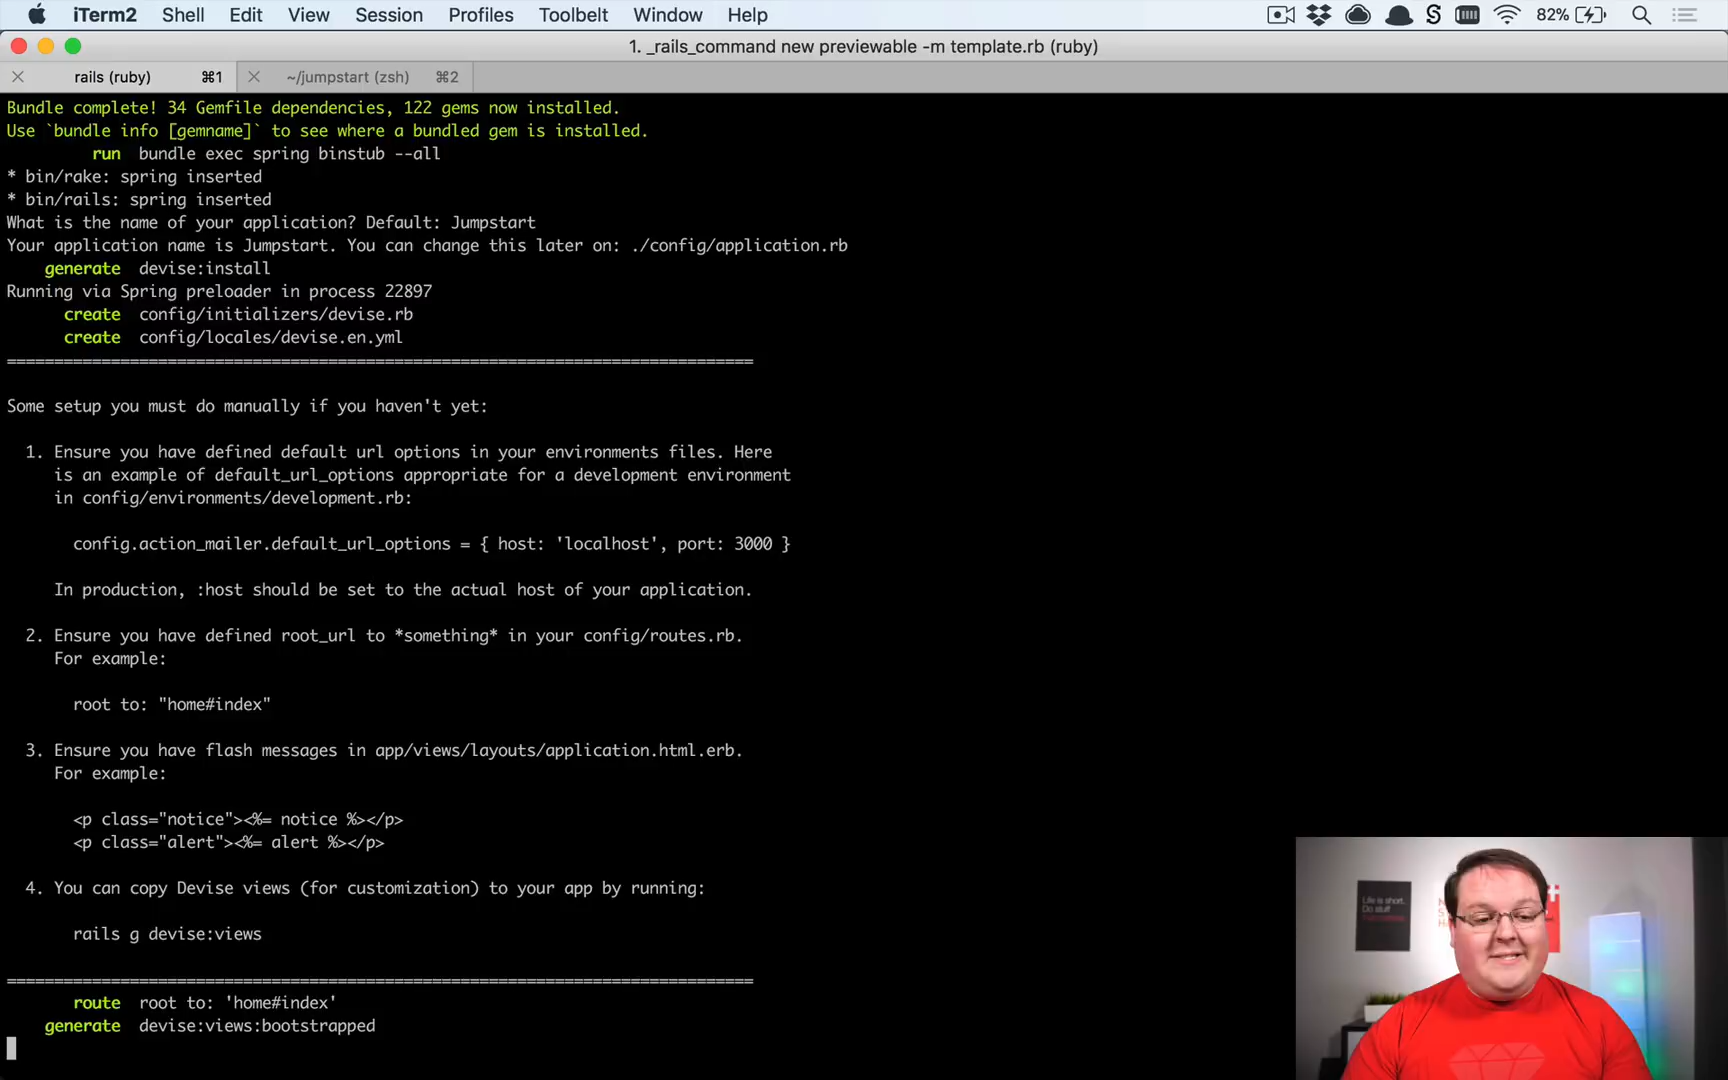 iTerm2 Shell Edit View Session Profiles Toolbelt Window Help 82%
1. _rails_command new previewable -m template.rb (ruby)
rails (ruby) ⌘1 ~/jumpstart (zsh) ⌘2
Bundle complete! 34 Gemfile dependencies, 122 gems now installed.
Use `bundle info [gemname]` to see where a bundled gem is installed.
run bundle exec spring binstub --all
* bin/rake: spring inserted
* bin/rails: spring inserted
What is the name of your application? Default: Jumpstart
Your application name is Jumpstart. You can change this later on: ./config/application.rb
generate devise:install
Running via Spring preloader in process 22897
create config/initializers/devise.rb
create config/locales/devise.en.yml
===============================================================================
Some setup you must do manually if you haven't yet:
1. Ensure you have defined default url options in your environments files. Here
is an example of default_url_options appropriate for a development environment
in config/environments/development.rb:
config.action_mailer.default_url_options = { host: 'localhost', port: 3000 }
In production, :host should be set to the actual host of your application.
2. Ensure you have defined root_url to *something* in your config/routes.rb.
For example:
root to: "home#index"
3. Ensure you have flash messages in app/views/layouts/application.html.erb.
For example:
<p class="notice"><%= notice %></p>
<p class="alert"><%= alert %></p>
4. You can copy Devise views (for customization) to your app by running:
rails g devise:views
===============================================================================
route root to: 'home#index'
generate devise:views:bootstrapped
Life is short.
Do stuff